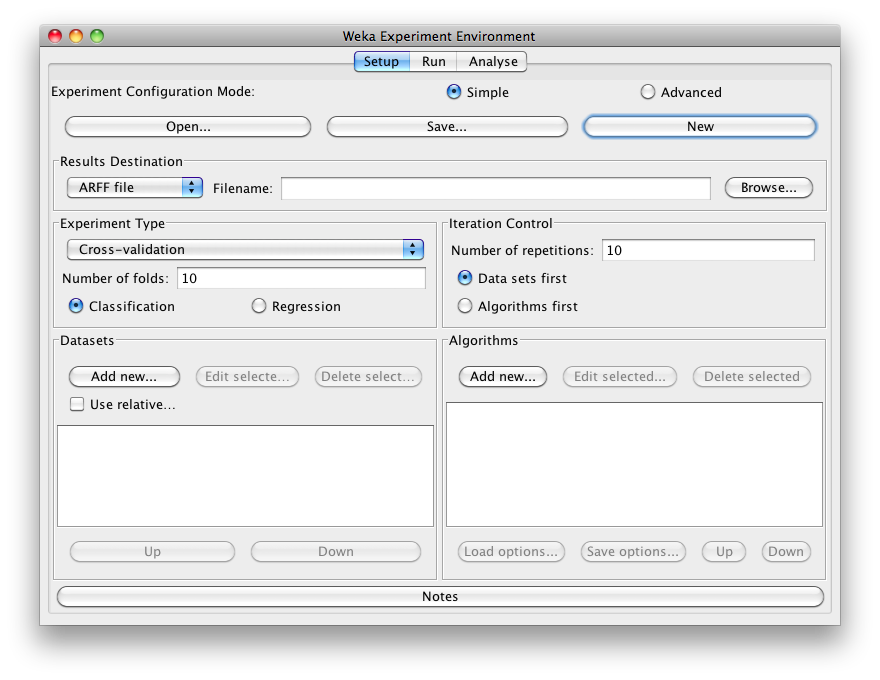 Weka Experiment Environment
Setup Run Analyse
Experiment Configuration Mode: Simple Advanced
Open... Save... New
Results Destination
ARFF file Filename: Browse...
Experiment Type Iteration Control
Cross-validation Number of repetitions: 10
Number of folds: 10 Data sets first
Classification Regression Algorithms first
Datasets Algorithms
Add new... Edit selecte... Delete select... Add new... Edit selected... Delete selected
Use relative...
Up Down Load options... Save options... Up Down
Notes